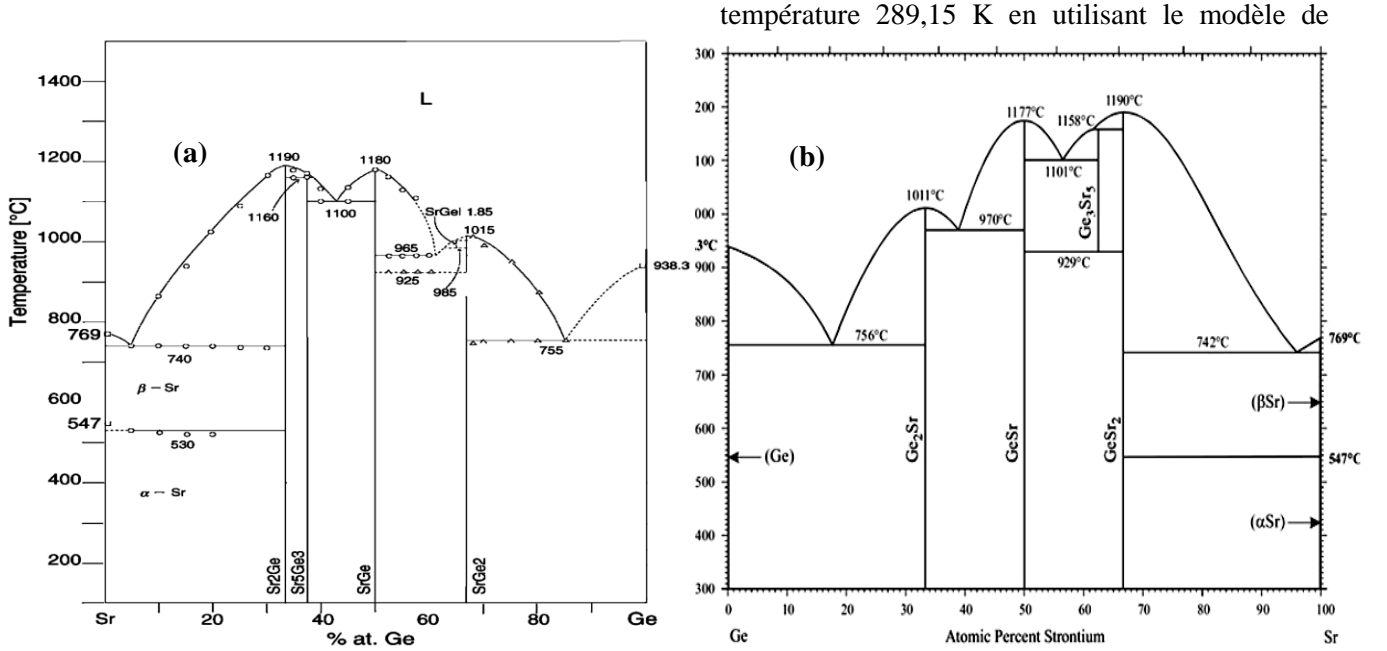 température 289,15 K en utilisant le modèle de
(a)
L
Temperature [°C]
1400
1200
1000
800
769
600
547
400
200
1190
1180
1160
1100
SrGel 1.85
1015
965
925
985
938.3
740
755
β – Sr
530
α – Sr
Sr2Ge
Sr5Ge3
SrGe
SrGe2
Sr
20
40
60
80
Ge
% at. Ge
(b)
300
200
100
000
3°C
900
800
700
600
500
400
300
1177°C
1190°C
1158°C
1101°C
1011°C
970°C
929°C
756°C
742°C
769°C
547°C
Ge3Sr5
Ge2Sr
GeSr
GeSr2
(Ge)
(βSr)
(αSr)
0
10
20
30
40
50
60
70
80
90
100
Ge
Atomic Percent Strontium
Sr